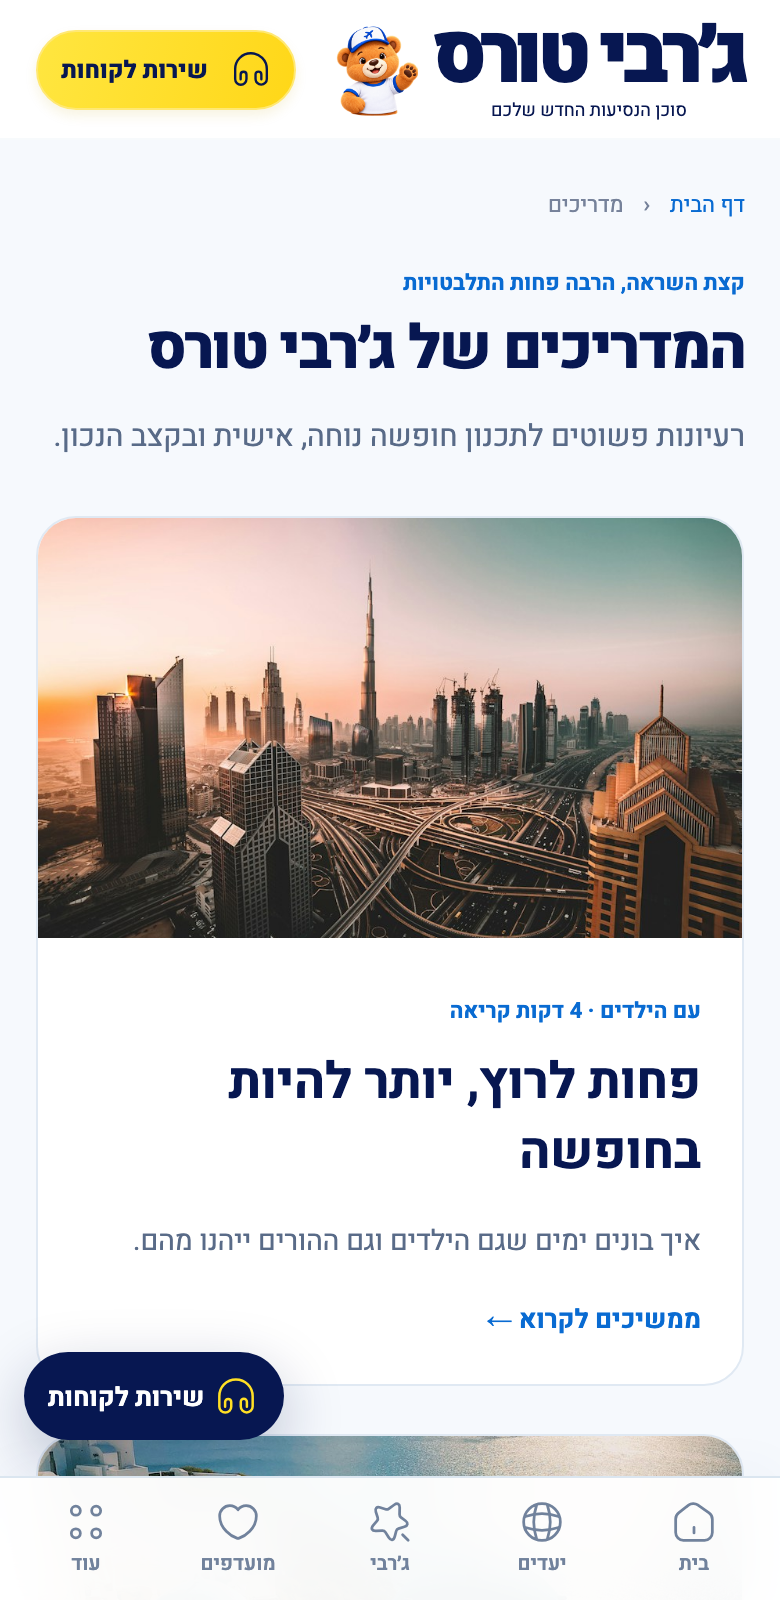 ג׳רבי טורס
סוכן הנסיעות החדש שלכם
שירות לקוחות
דף הבית › מדריכים
קצת השראה, הרבה פחות התלבטויות
המדריכים של ג׳רבי טורס
רעיונות פשוטים לתכנון חופשה נוחה, אישית ובקצב הנכון.
עם הילדים · 4 דקות קריאה
פחות לרוץ, יותר להיות
בחופשה
איך בונים ימים שגם הילדים וגם ההורים ייהנו מהם.
ממשיכים לקרוא ←
שירות לקוחות
בית
יעדים
ג׳רבי
מועדפים
עוד